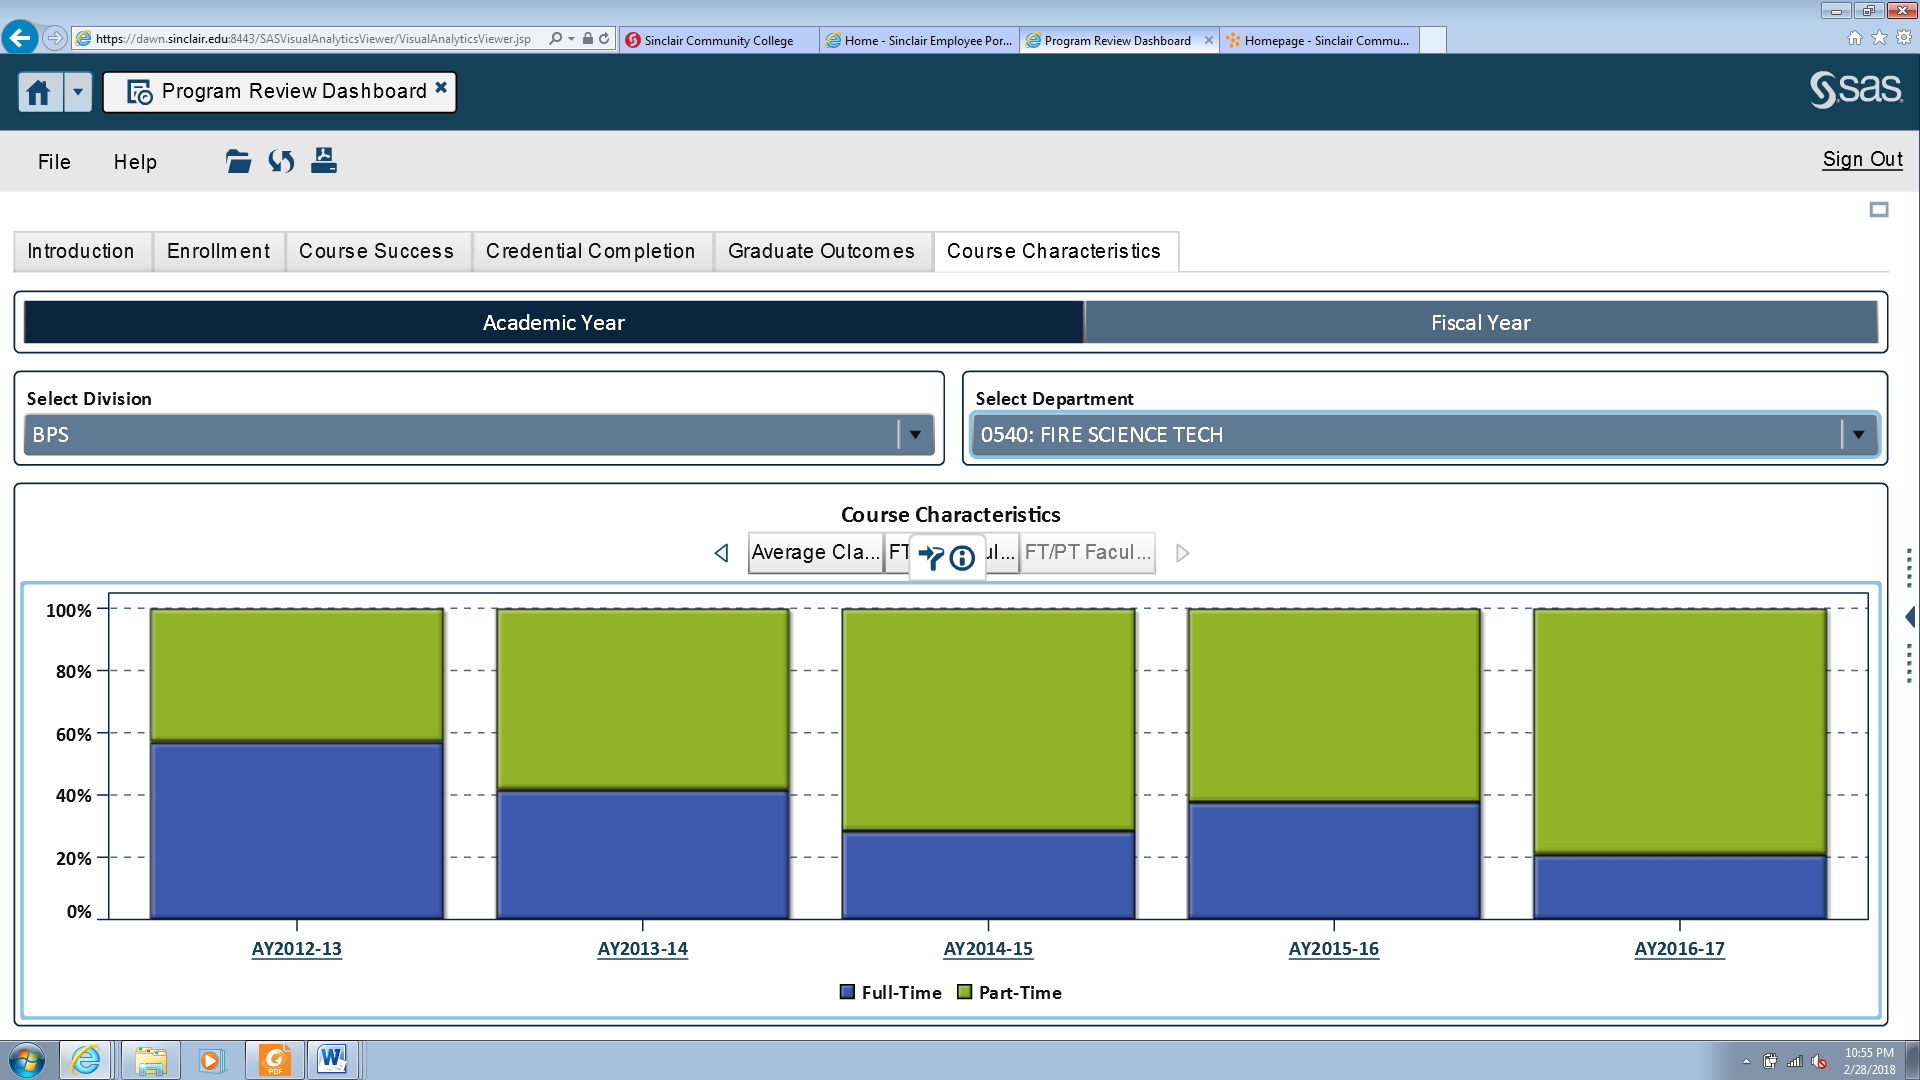 https://dawn.sinclair.edu:8443/SASVisualAnalyticsViewer/VisualAnalyticsViewer.jsp
Sinclair Community College
Home - Sinclair Employee Por...
Program Review Dashboard
Homepage - Sinclair Commu...
Program Review Dashboard
sas
File Help
Sign Out
Introduction Enrollment Course Success Credential Completion Graduate Outcomes Course Characteristics
Academic Year Fiscal Year
Select Division Select Department
BPS 0540: FIRE SCIENCE TECH
Course Characteristics
Average Cla... FT ul... FT/PT Facul...
100%
80%
60%
40%
20%
0%
AY2012-13 AY2013-14 AY2014-15 AY2015-16 AY2016-17
Full-Time Part-Time
PDF
10:55 PM
2/28/2018